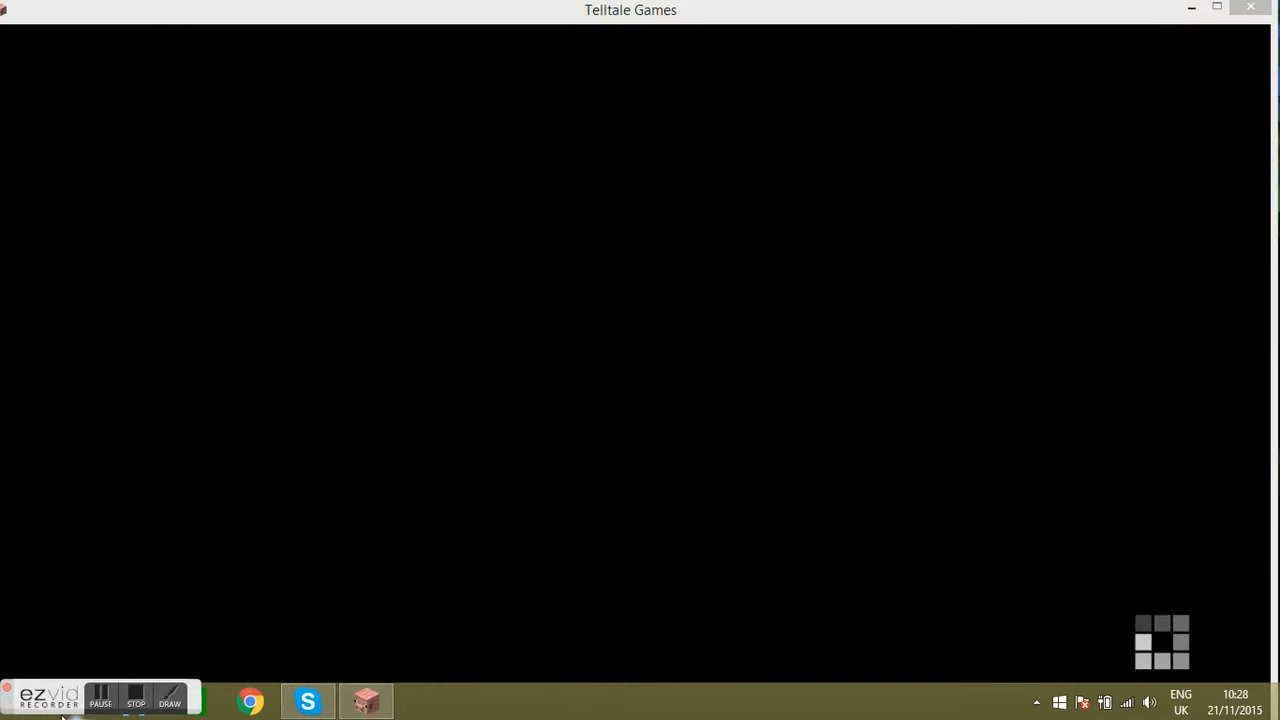 Telltale Games
ezvid
RECORDER
PAUSE
STOP
DRAW
ENG
UK
10:28
21/11/2015